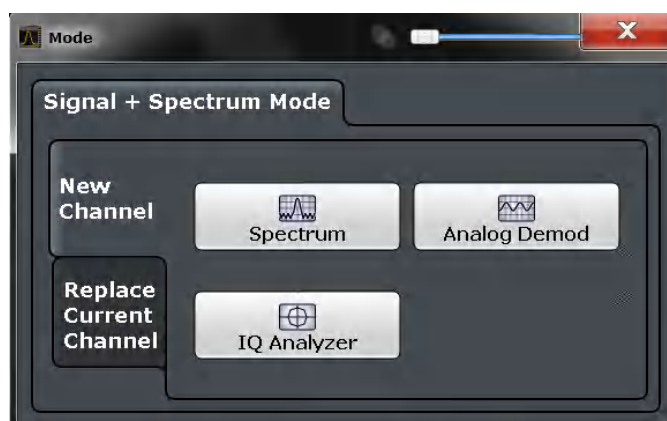 Mode
X
Signal + Spectrum Mode
New
Channel
Spectrum
Analog Demod
Replace
Current
Channel
IQ Analyzer